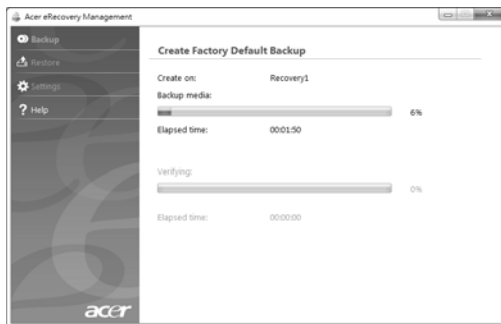 Acer eRecovery Management
Backup
Restore
Settings
Help
Create Factory Default Backup
Create on: Recovery1
Backup media:
6%
Elapsed time: 00:01:50
Verifying:
0%
Elapsed time: 00:00:00
acer